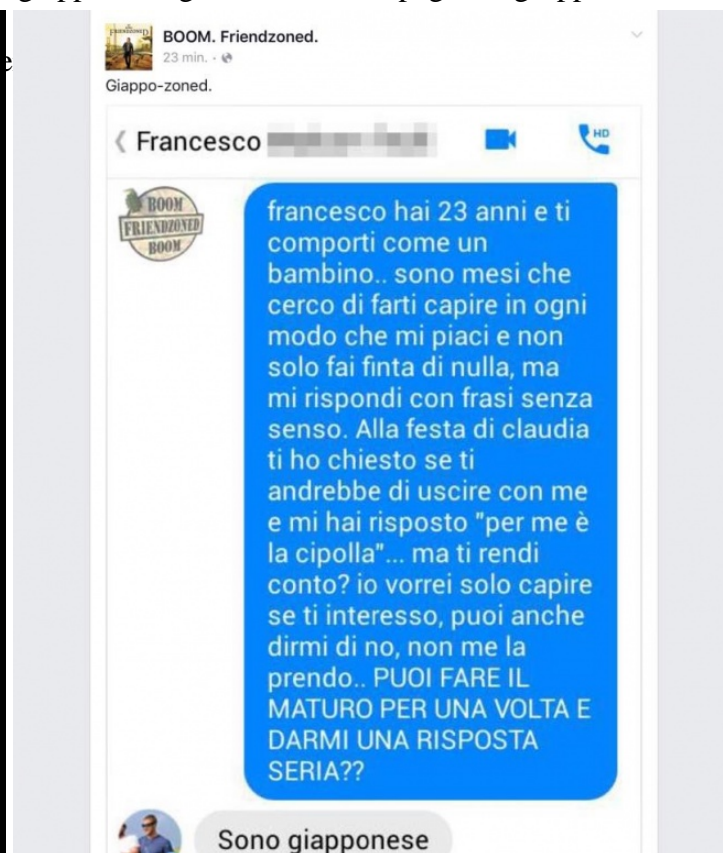 BOOM. Friendzoned.
23 min.
Giappo-zoned.
Francesco
HD
BOOM
FRIENDZONED
BOOM
francesco hai 23 anni e ti
comporti come un
bambino.. sono mesi che
cerco di farti capire in ogni
modo che mi piaci e non
solo fai finta di nulla, ma
mi rispondi con frasi senza
senso. Alla festa di claudia
ti ho chiesto se ti
andrebbe di uscire con me
e mi hai risposto "per me è
la cipolla"... ma ti rendi
conto? io vorrei solo capire
se ti interesso, puoi anche
dirmi di no, non me la
prendo.. PUOI FARE IL
MATURO PER UNA VOLTA E
DARMI UNA RISPOSTA
SERIA??
Sono giapponese